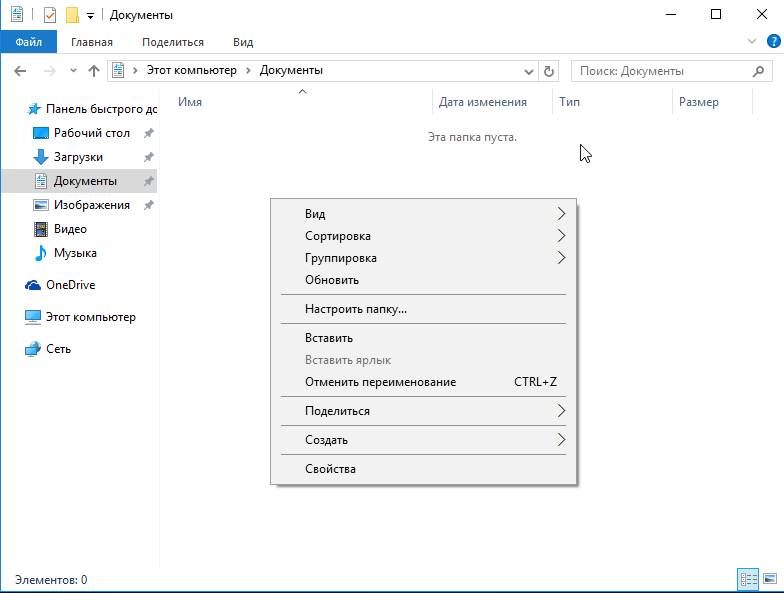 Документы
Файл Главная Поделиться Вид
Этот компьютер Документы Поиск: Документы
Имя Дата изменения Тип Размер
Панель быстрого дс
Эта папка пуста.
Рабочий стол
Загрузки
Документы
Изображения
Видео
Музыка
OneDrive
Этот компьютер
Сеть
Вид
Сортировка
Группировка
Обновить
Настроить папку...
Вставить
Вставить ярлык
Отменить переименование CTRL+Z
Поделиться
Создать
Свойства
Элементов: 0